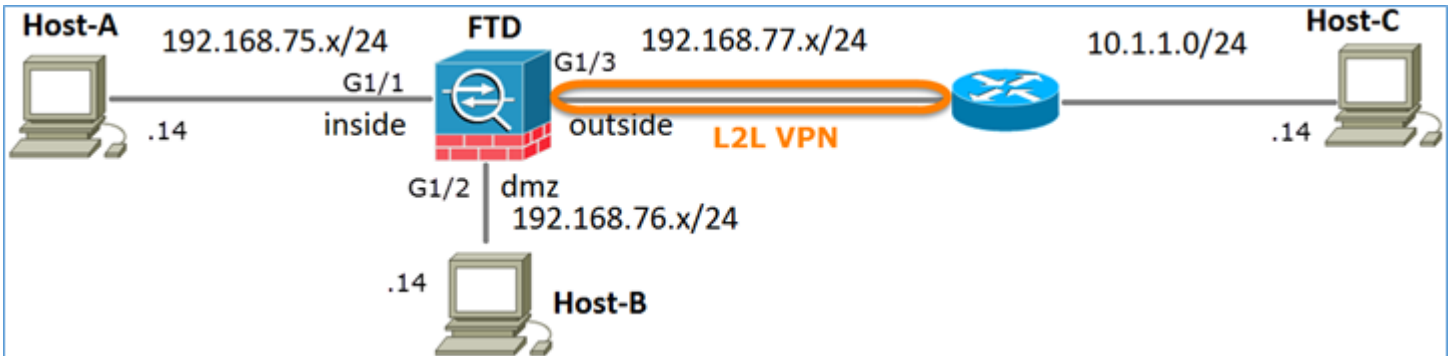 Host-A
192.168.75.x/24
FTD
192.168.77.x/24
10.1.1.0/24
Host-C
G1/1
G1/3
.14
inside
outside
L2L VPN
.14
G1/2
dmz
192.168.76.x/24
.14
Host-B